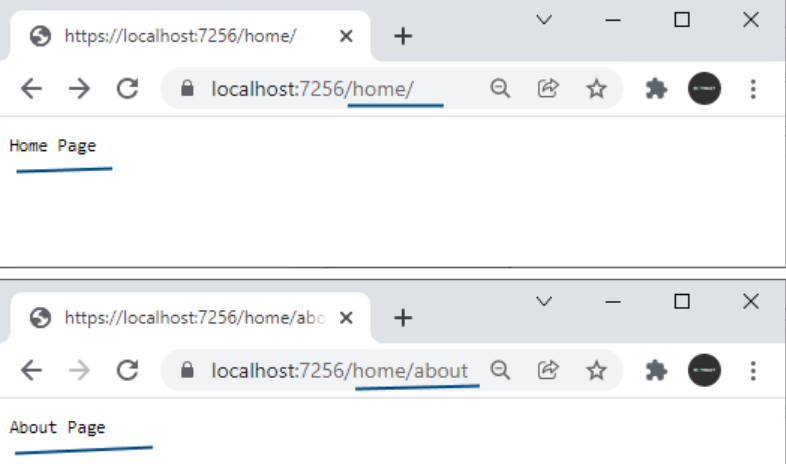 https://localhost:7256/home/
localhost:7256/home/
Home Page
https://localhost:7256/home/abo
localhost:7256/home/about
About Page